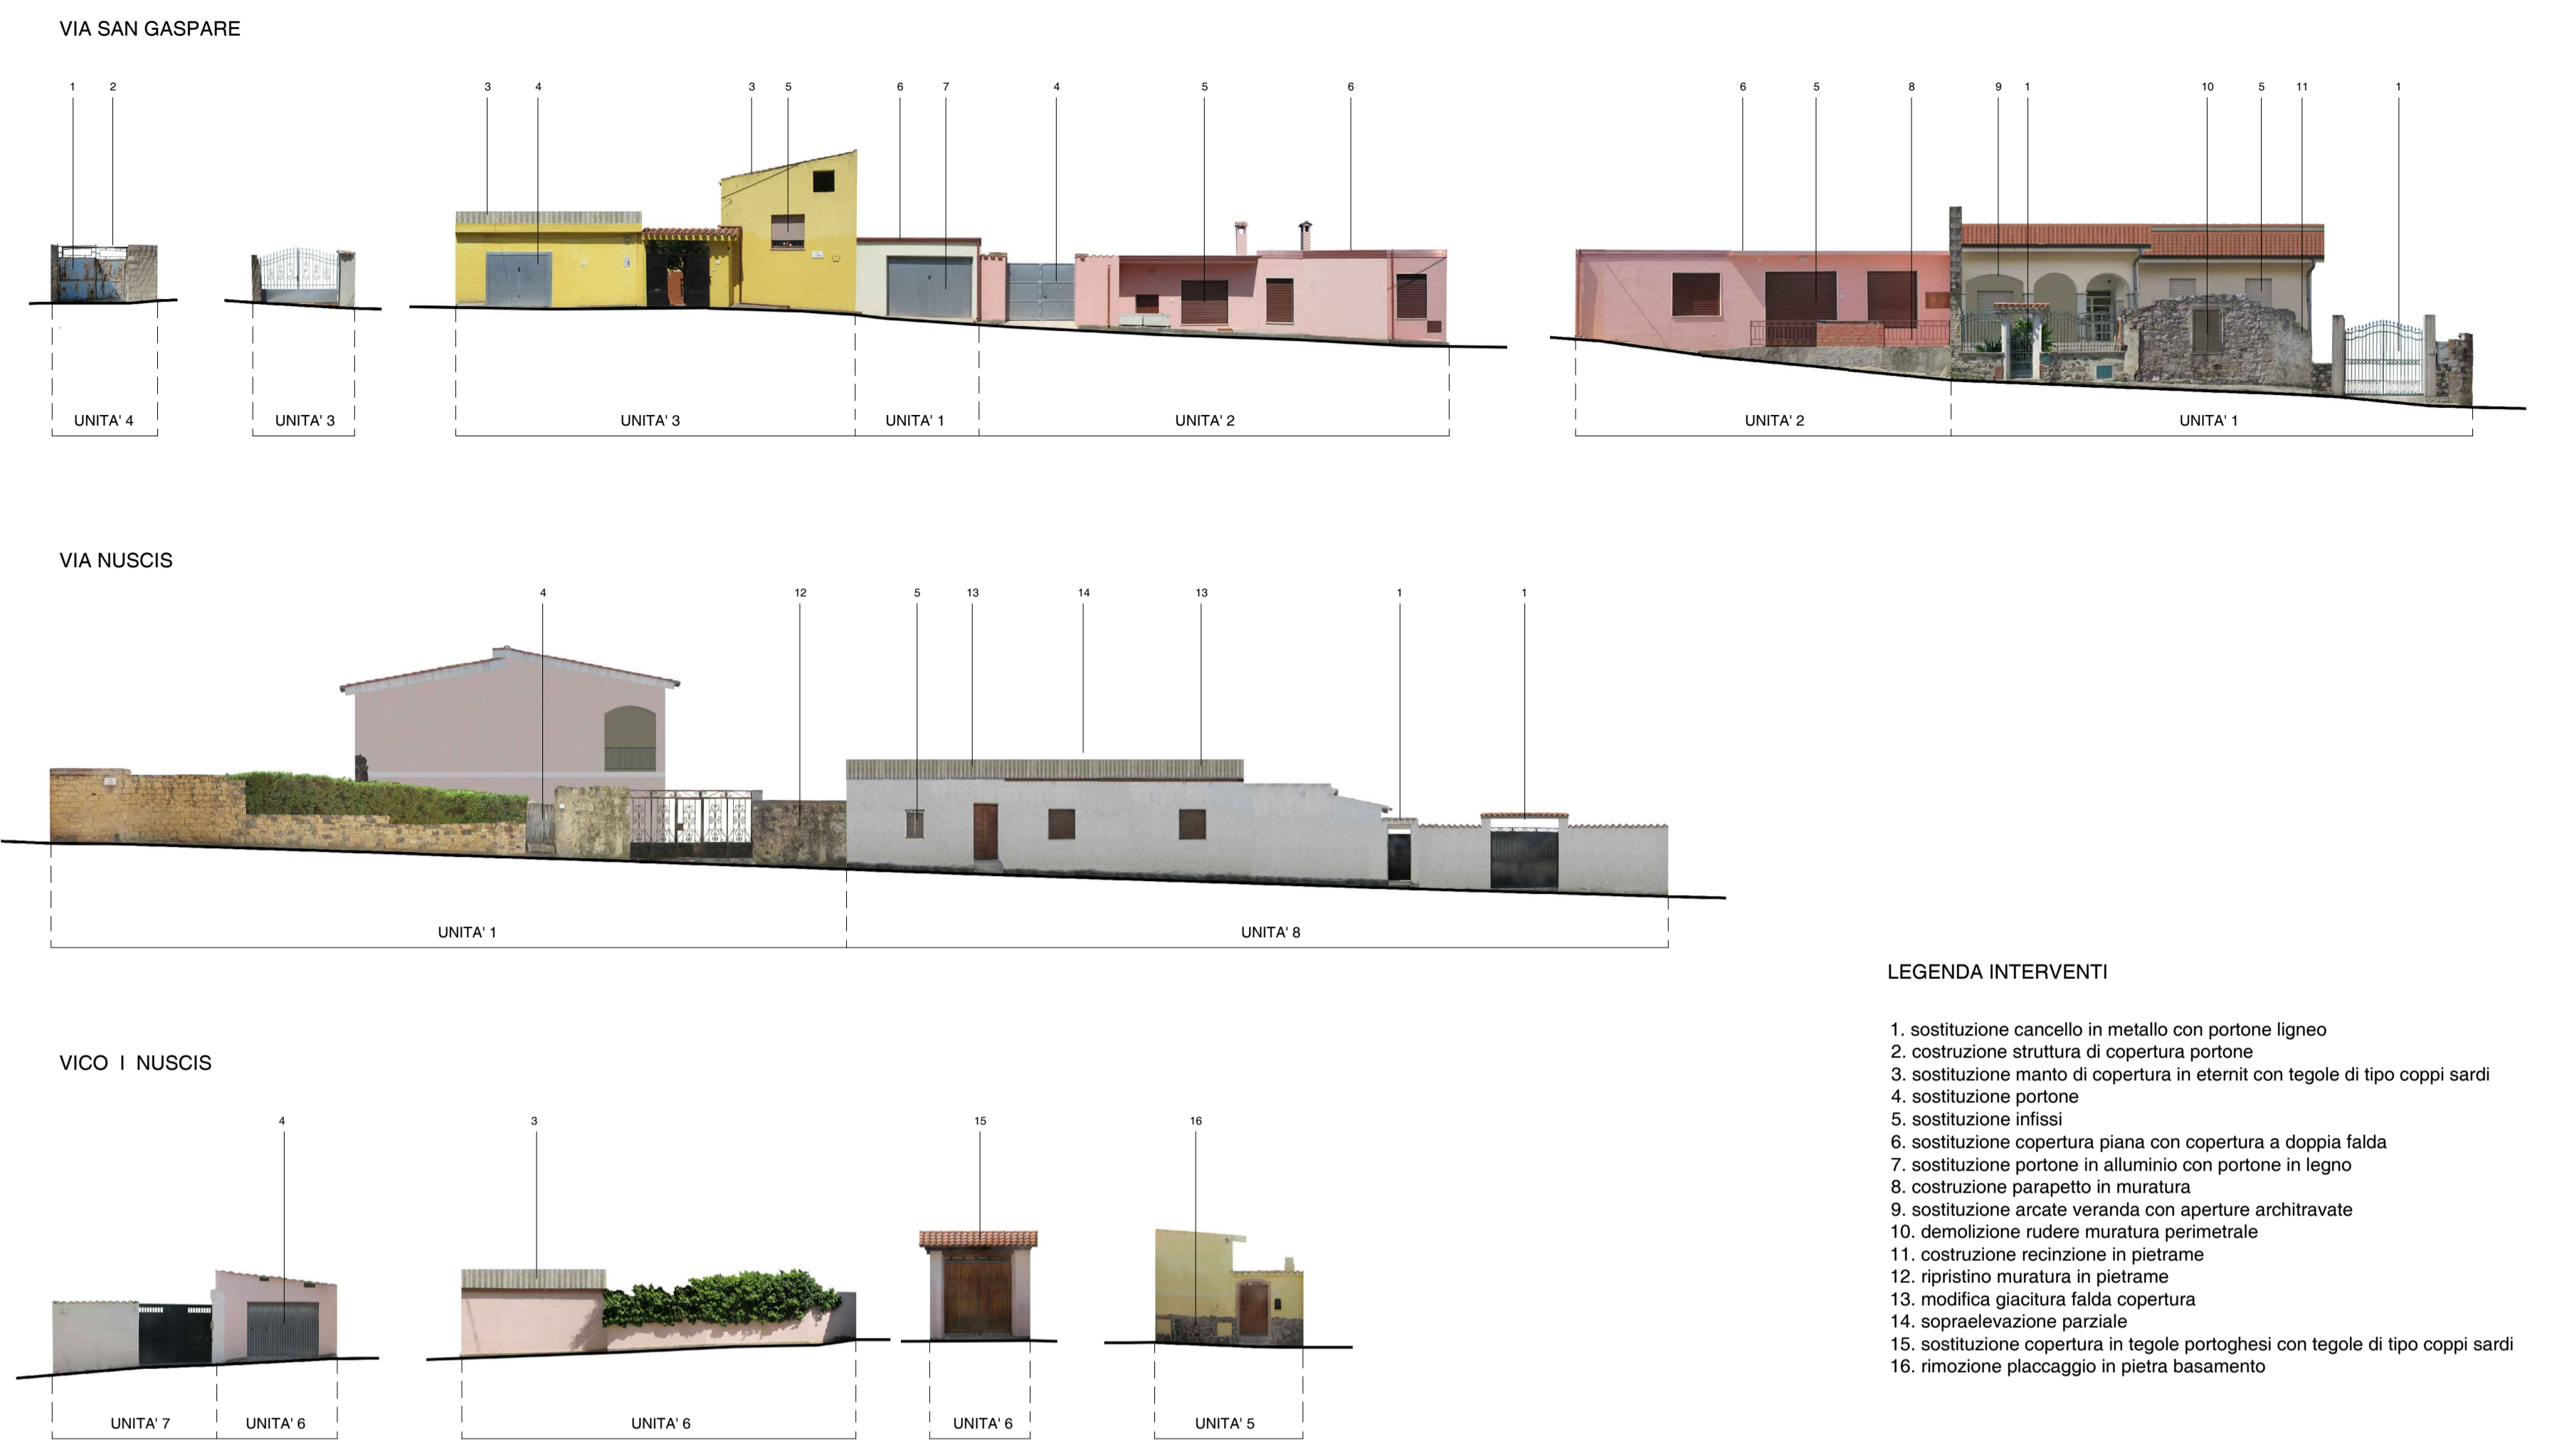 VIA SAN GASPARE
1 2 3 4 3 5 6 7 4 5 6 6 5 8 9 1 10 5 11 1
UNITA' 4 UNITA' 3 UNITA' 3 UNITA' 1 UNITA' 2 UNITA' 2 UNITA' 1
VIA NUSCIS
4 12 5 13 14 13 1 1
UNITA' 1 UNITA' 8
LEGENDA INTERVENTI
1. sostituzione cancello in metallo con portone ligneo
2. costruzione struttura di copertura portone
3. sostituzione manto di copertura in eternit con tegole di tipo coppi sardi
4. sostituzione portone
5. sostituzione infissi
6. sostituzione copertura piana con copertura a doppia falda
7. sostituzione portone in alluminio con portone in legno
8. costruzione parapetto in muratura
9. sostituzione arcate veranda con aperture architravate
10. demolizione rudere muratura perimetrale
11. costruzione recinzione in pietrame
12. ripristino muratura in pietrame
13. modifica giacitura falda copertura
14. sopraelevazione parziale
15. sostituzione copertura in tegole portoghesi con tegole di tipo coppi sardi
16. rimozione placcaggio in pietra basamento
VICO I NUSCIS
4 3 15 16
UNITA' 7 UNITA' 6 UNITA' 6 UNITA' 6 UNITA' 5